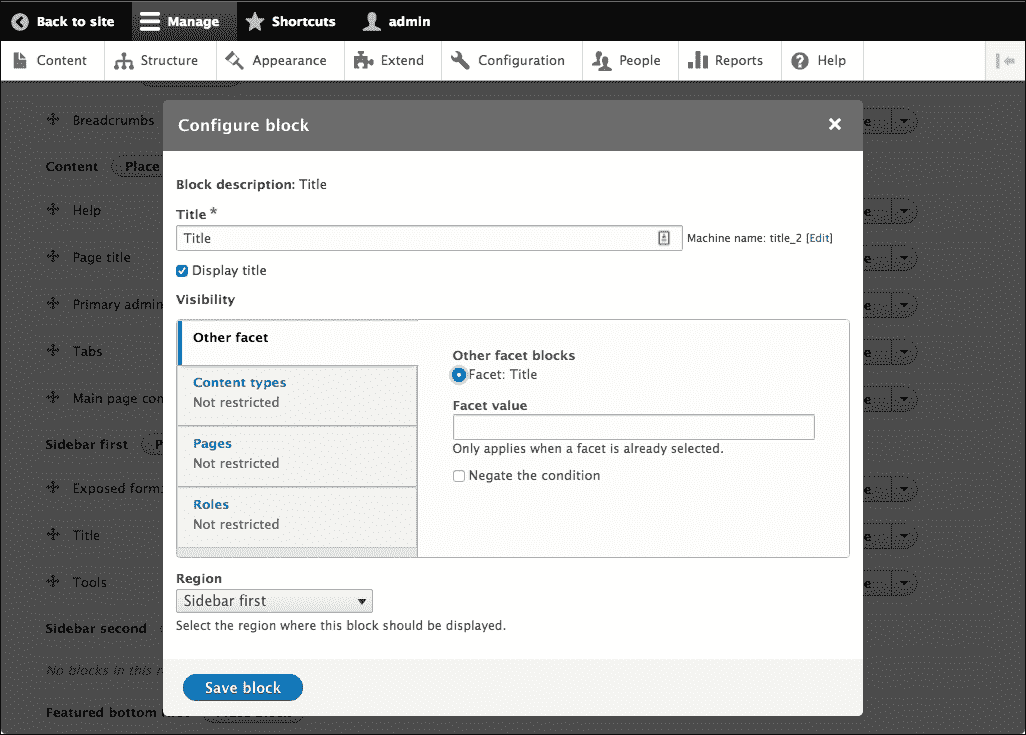 Back to site Manage Shortcuts admin
Content Structure Appearance Extend Configuration People Reports Help
Breadcrumbs
Configure block
Content Place
Block description: Title
Title *
Help
Title Machine name: title_2 [Edit]
Page title
Display title
Visibility
Primary admin
Other facet
Tabs
Other facet blocks
Facet: Title
Content types
Not restricted
Main page con
Facet value
Only applies when a facet is already selected.
Pages
Not restricted
Sidebar first
Negate the condition
Exposed form
Roles
Not restricted
Title
Region
Tools
Sidebar first
Select the region where this block should be displayed.
Sidebar second
No blocks in this
Save block
Featured bottom